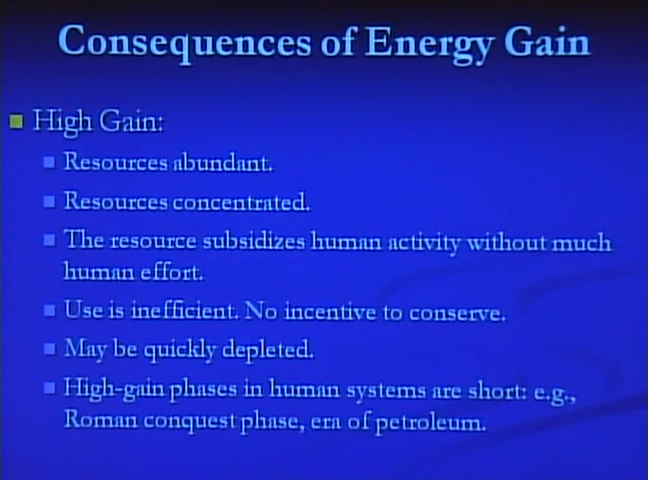 Consequences of Energy Gain
High Gain:
Resources abundant.
Resources concentrated.
The resource subsidizes human activity without much
human effort.
Use is inefficient. No incentive to conserve.
May be quickly depleted.
High-gain phases in human systems are short: e.g.,
Roman conquest phase, era of petroleum.